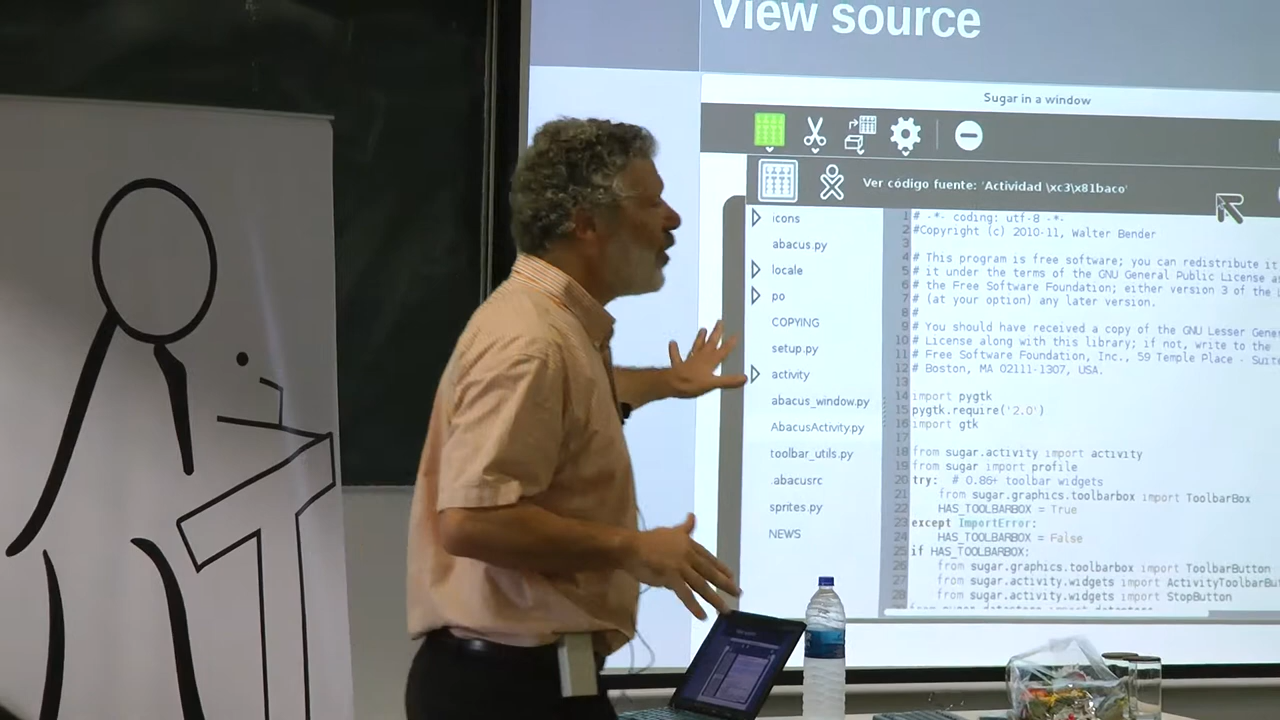 View source
Sugar in a window
Ver código fuente: 'Actividad \xc3\x81baco'
icons
abacus.py
locale
po
COPYING
setup.py
activity
abacus_window.py
AbacusActivity.py
toolbar_utils.py
.abacusrc
sprites.py
NEWS
1 # -*- coding: utf-8 -*-
2 #Copyright (c) 2010-11, Walter Bender
3
4 # This program is free software; you can redistribute it
5 # it under the terms of the GNU General Public License as
6 # the Free Software Foundation; either version 3 of the
7 # (at your option) any later version.
8 #
9 # You should have received a copy of the GNU Lesser Gener
10 # License along with this library; if not, write to the
11 # Free Software Foundation, Inc., 59 Temple Place - Suite
12 # Boston, MA 02111-1307, USA.
13
14 import pygtk
15 pygtk.require('2.0')
16 import gtk
17
18 from sugar.activity import activity
19 from sugar import profile
20 try:  # 0.86+ toolbar widgets
21     from sugar.graphics.toolbarbox import ToolbarBox
22     HAS_TOOLBARBOX = True
23 except ImportError:
24     HAS_TOOLBARBOX = False
25 if HAS_TOOLBARBOX:
26     from sugar.graphics.toolbarbox import ToolbarButton
27     from sugar.activity.widgets import ActivityToolbarBu
28     from sugar.activity.widgets import StopButton